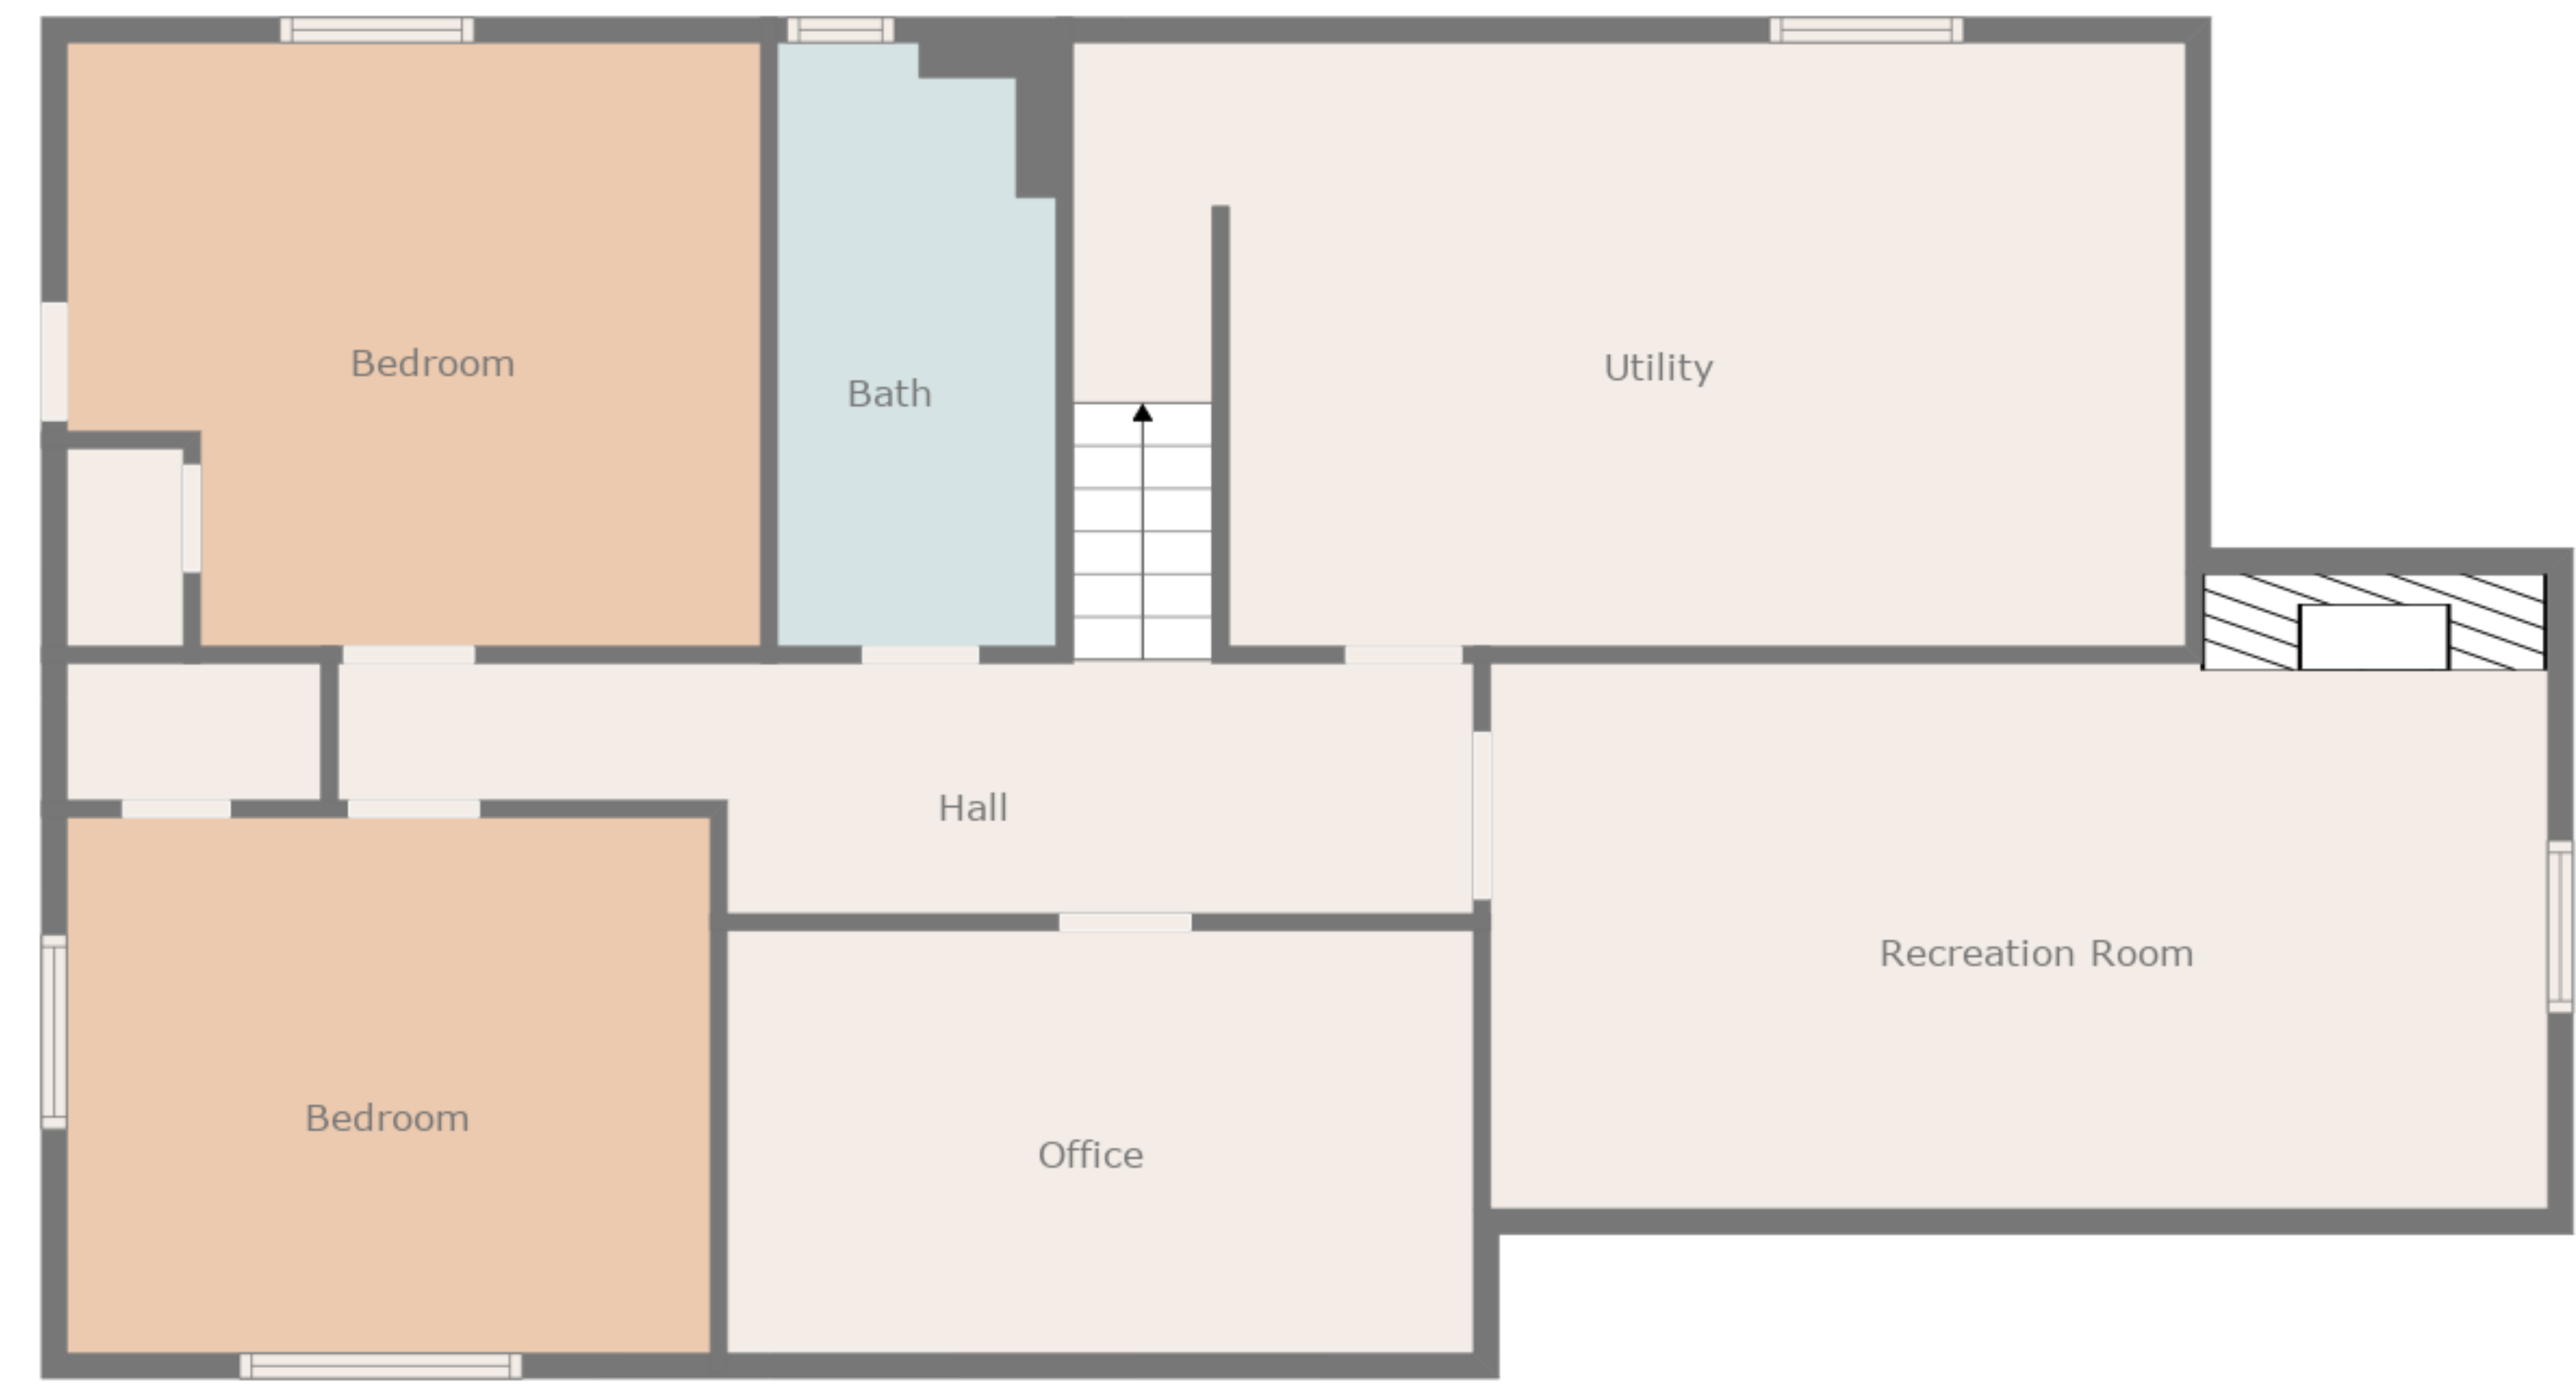 Bedroom
Bath
Utility
Hall
Recreation Room
Bedroom
Office